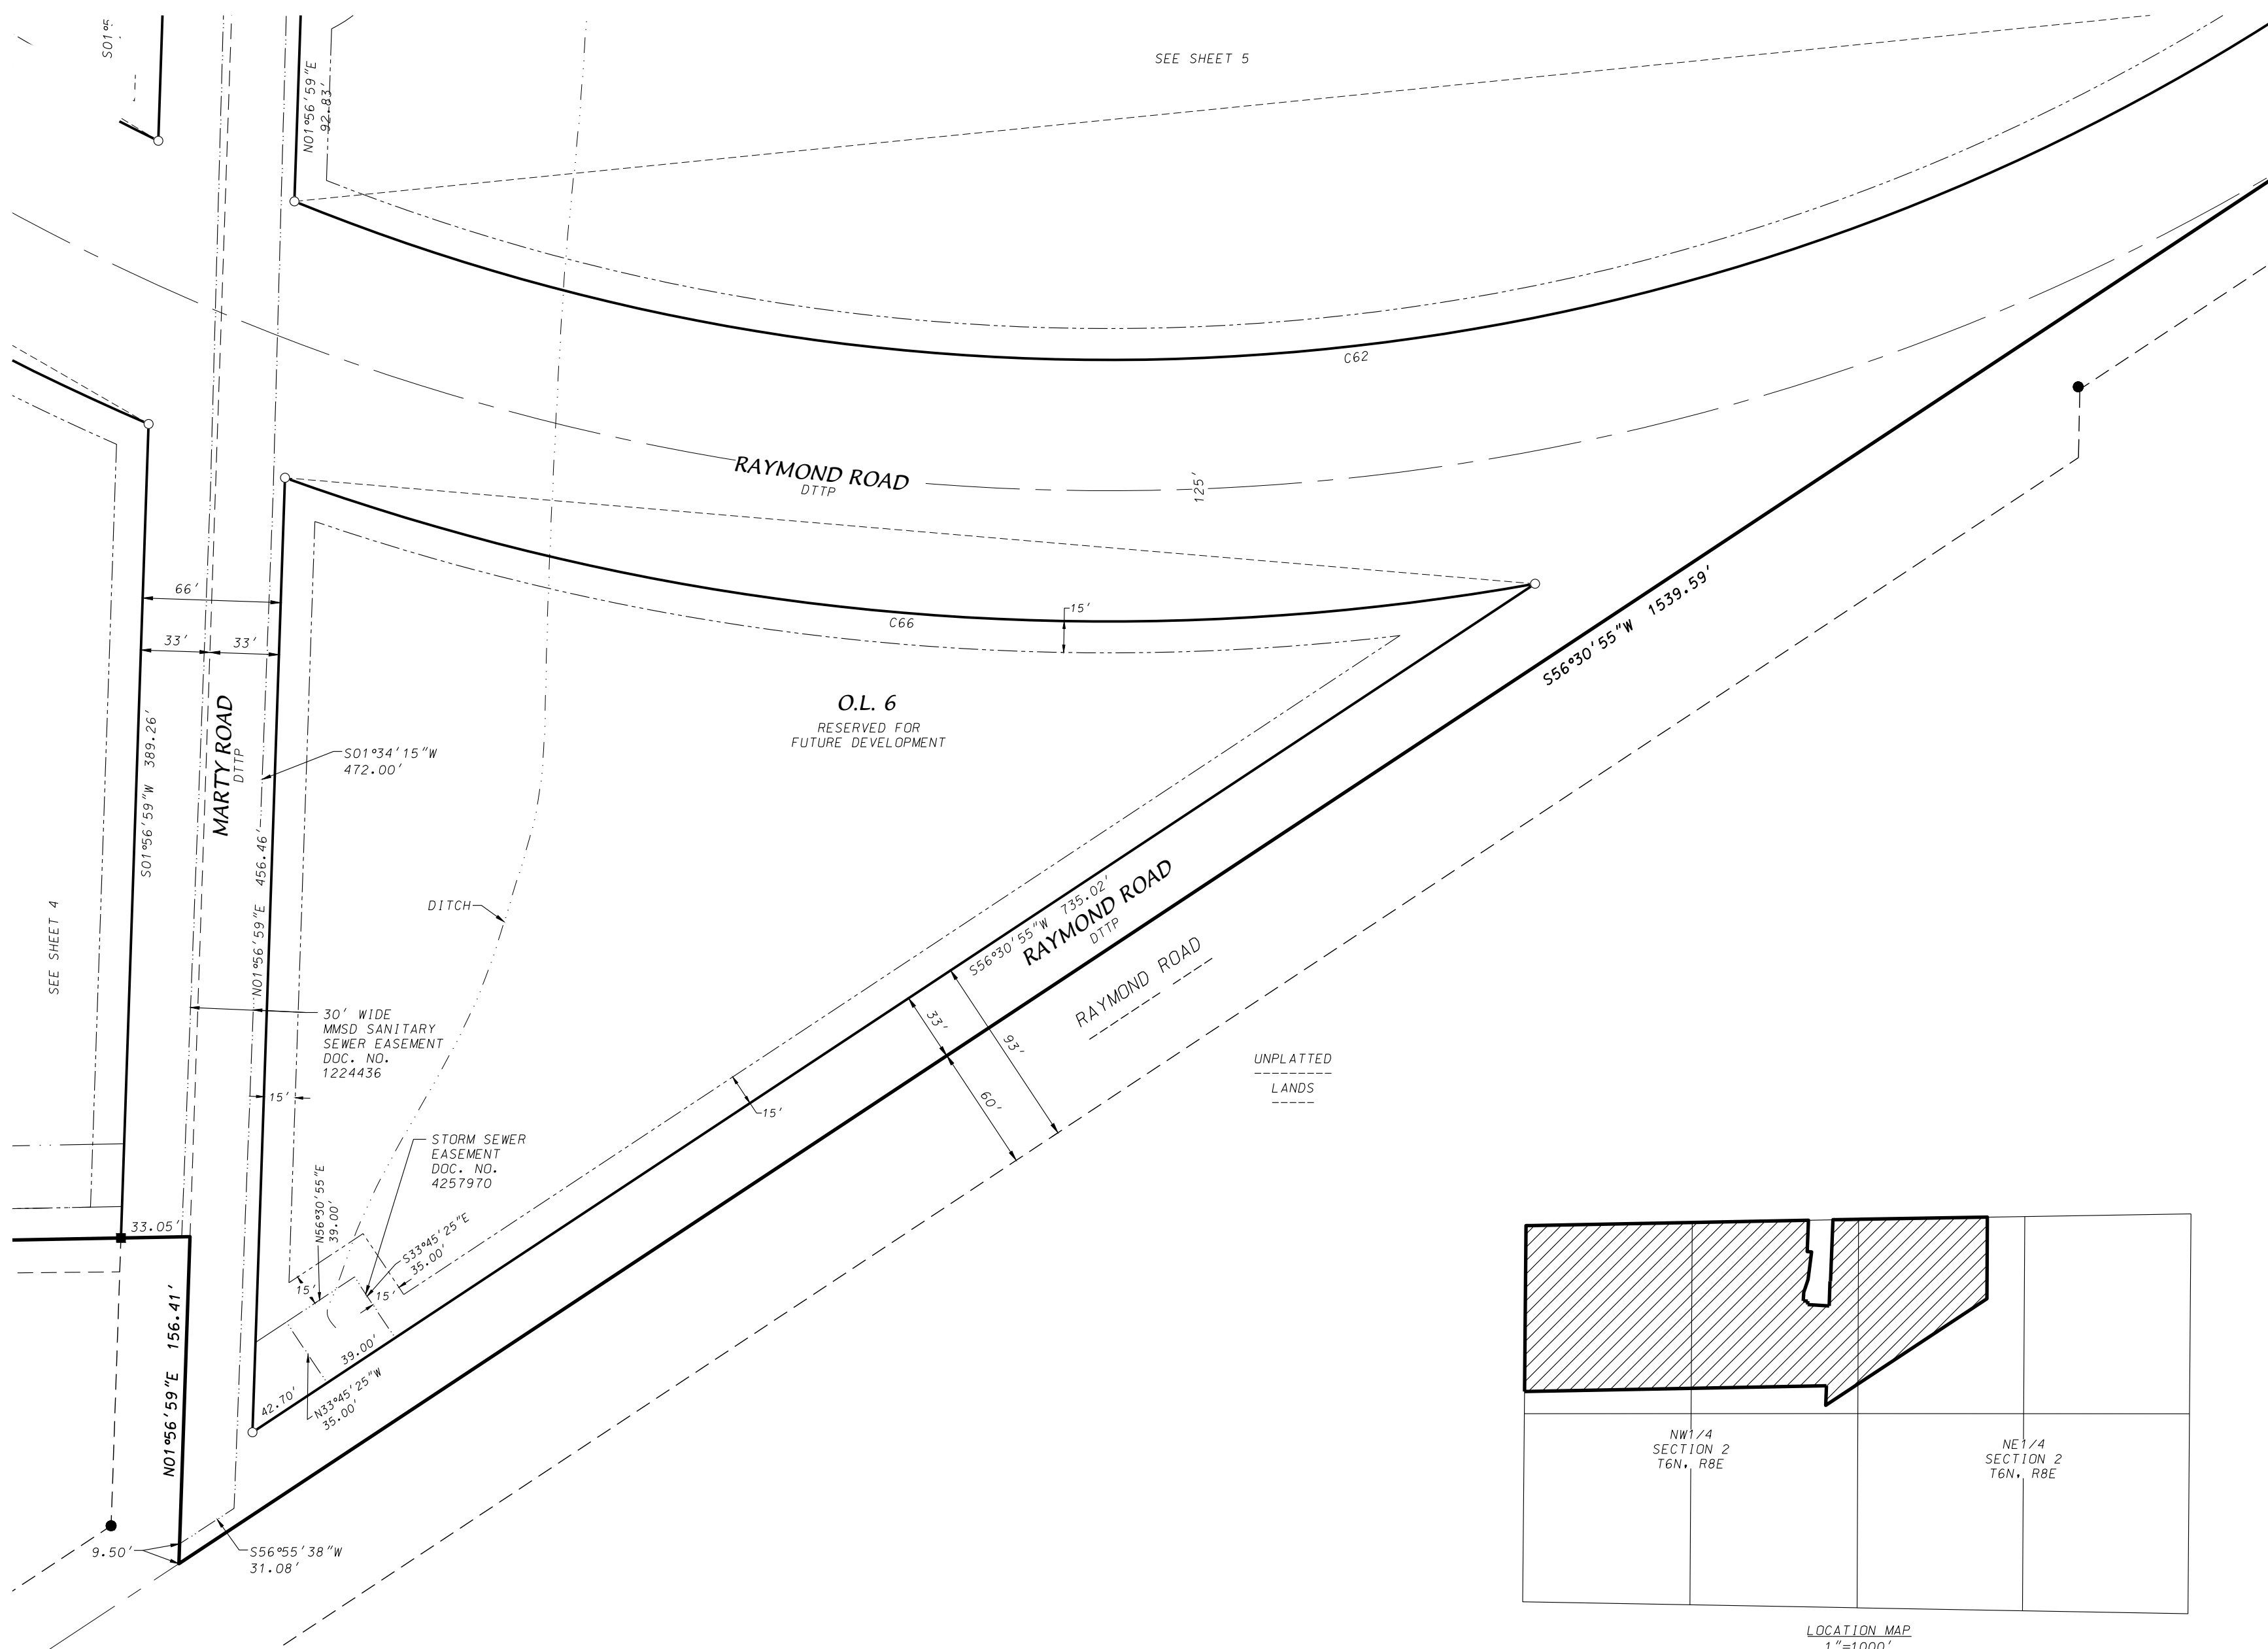 S01°5
N01°56'59"E
92.83'
SEE SHEET 5
C62
RAYMOND ROAD
DTTP
125'
66'
33'
33'
C66
15'
S56°30'55"W 1539.59'
O.L. 6
RESERVED FOR
FUTURE DEVELOPMENT
MARTY ROAD
DTTP
S01°56'59"W 389.26'
S01°34'15"W
472.00'
N01°56'59"E 456.46'
DITCH
SEE SHEET 4
S56°30'55"W 735.02'
RAYMOND ROAD
DTTP
RAYMOND ROAD
30' WIDE
MMSD SANITARY
SEWER EASEMENT
DOC. NO.
1224436
33'
93'
60'
UNPLATTED
LANDS
15'
15'
STORM SEWER
EASEMENT
DOC. NO.
4257970
N56°30'55"E
39.00'
S33°45'25"E
35.00'
33.05'
15'
15'
39.00'
42.70'
N33°45'25"W
35.00'
N01°56'59"E 156.41'
9.50'
S56°55'38"W
31.08'
NW1/4
SECTION 2
T6N, R8E
NE1/4
SECTION 2
T6N, R8E
LOCATION MAP
1"=1000'